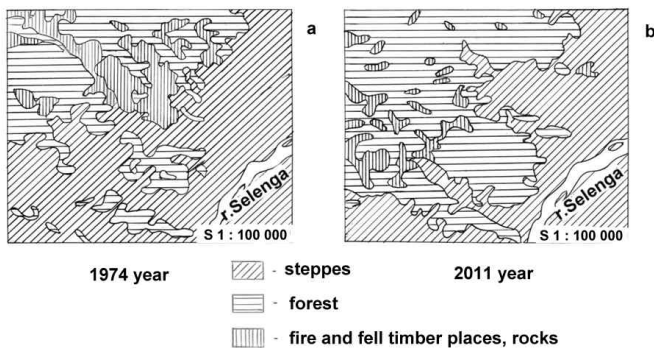 a
b
r.Selenga
S 1 : 100 000
r.Selenga
S 1 : 100 000
1974 year
2011 year
- steppes
- forest
- fire and fell timber places, rocks